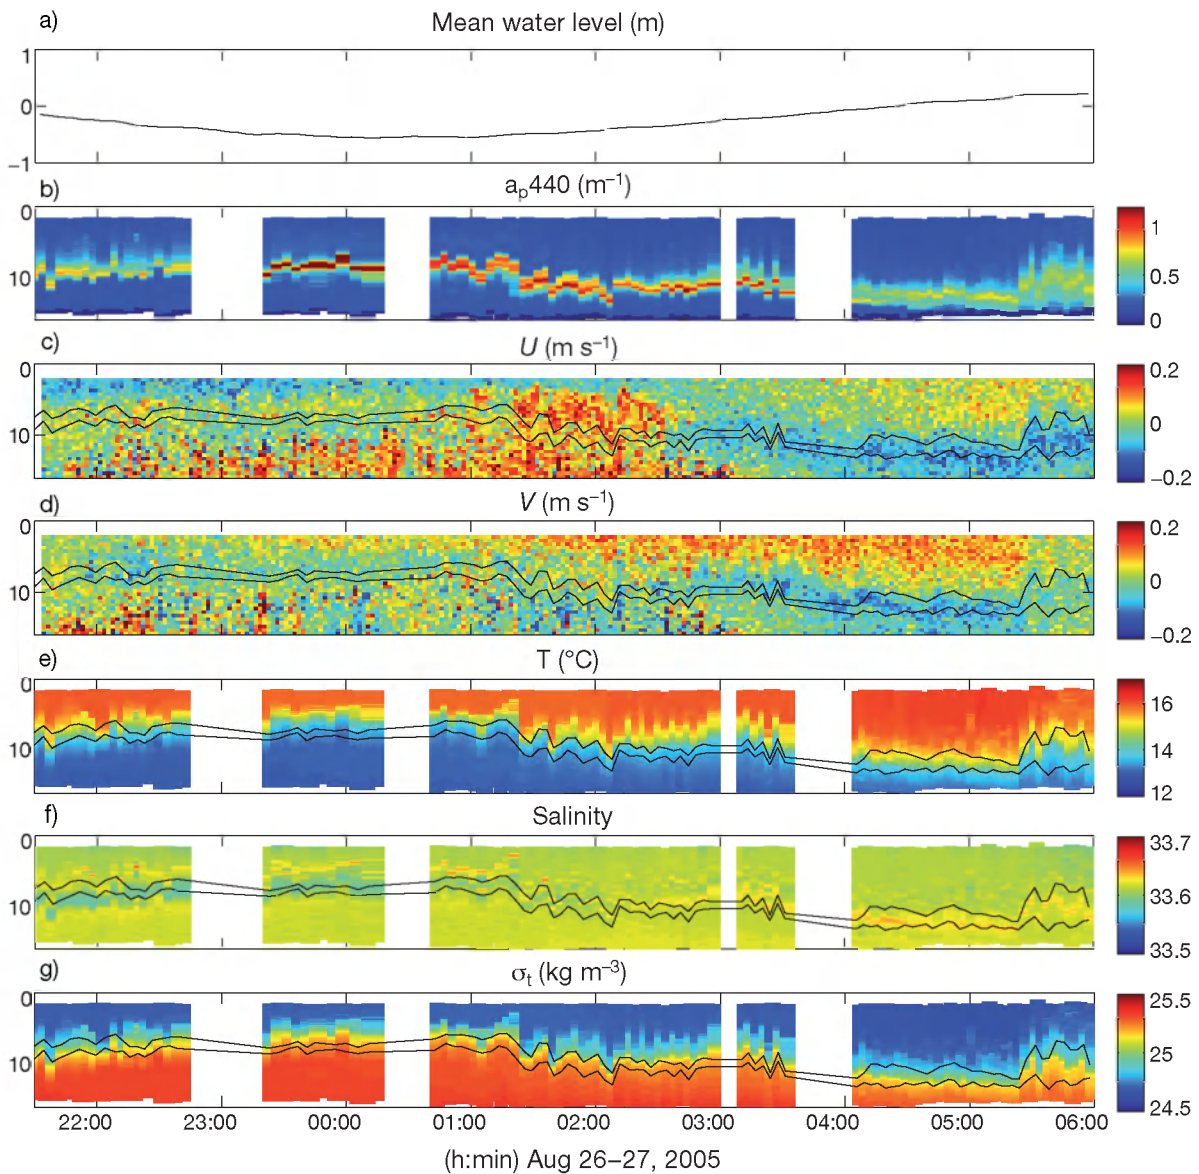 a)
Mean water level (m)
1
0
−1
b)
a_p440 (m⁻¹)
0
10
1
0.5
0
c)
U (m s⁻¹)
0
10
0.2
0
−0.2
d)
V (m s⁻¹)
0
10
0.2
0
−0.2
e)
T (°C)
0
10
16
14
12
f)
Salinity
0
10
33.7
33.6
33.5
g)
σ_t (kg m⁻³)
0
10
25.5
25
24.5
22:00 23:00 00:00 01:00 02:00 03:00 04:00 05:00 06:00
(h:min) Aug 26–27, 2005